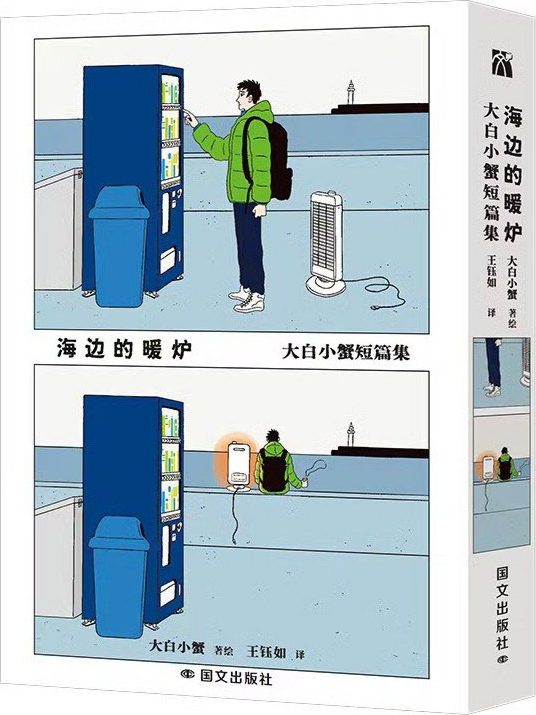 海边的暖炉
大白小蟹短篇集
大白小蟹 著绘 王钰如 译
国文出版社
海边的暖炉
大白小蟹短篇集
大白小蟹 著绘
王钰如 译
国文出版社